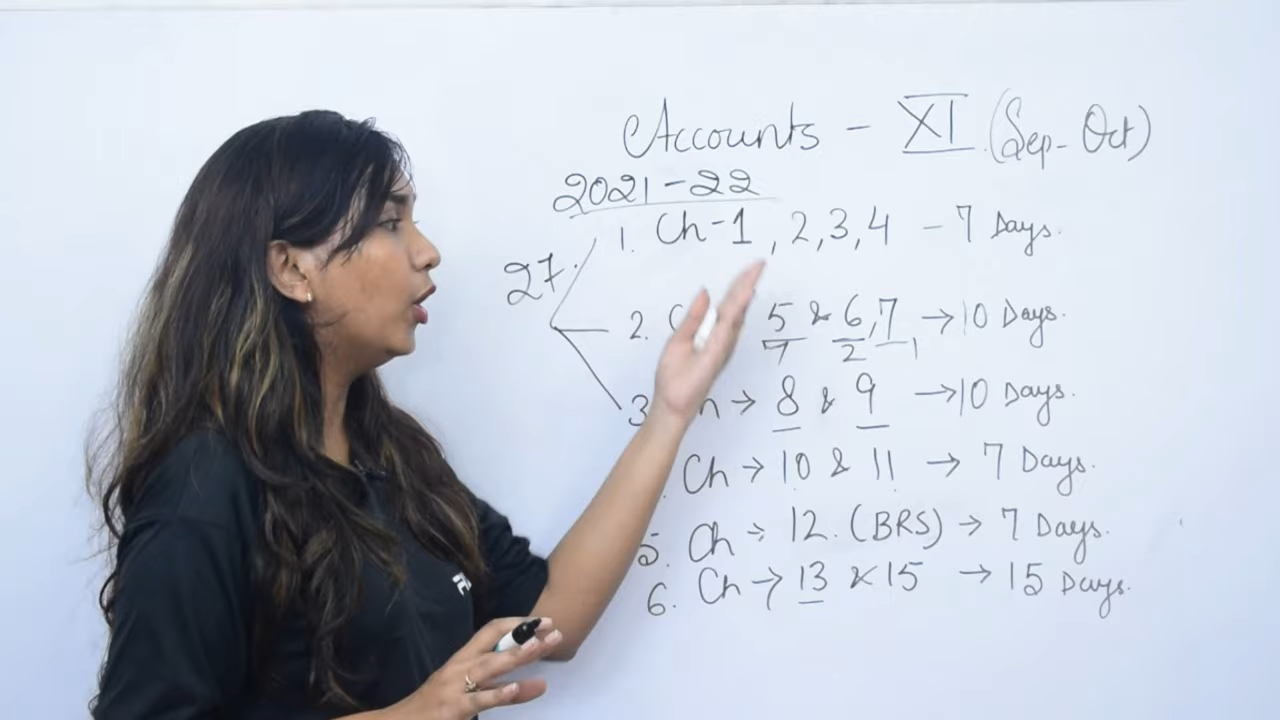 Accounts - XI (Sep-Oct)
2021-22
27.
1. Ch-1, 2,3,4 - 7 Days.
2. 5 & 6,7 → 10 Days.
7 2 1
3. → 8 & 9 → 10 Days.
Ch → 10 & 11 → 7 Days.
5. Ch → 12. (BRS) → 7 Days.
6. Ch → 13 & 15 → 15 Days.